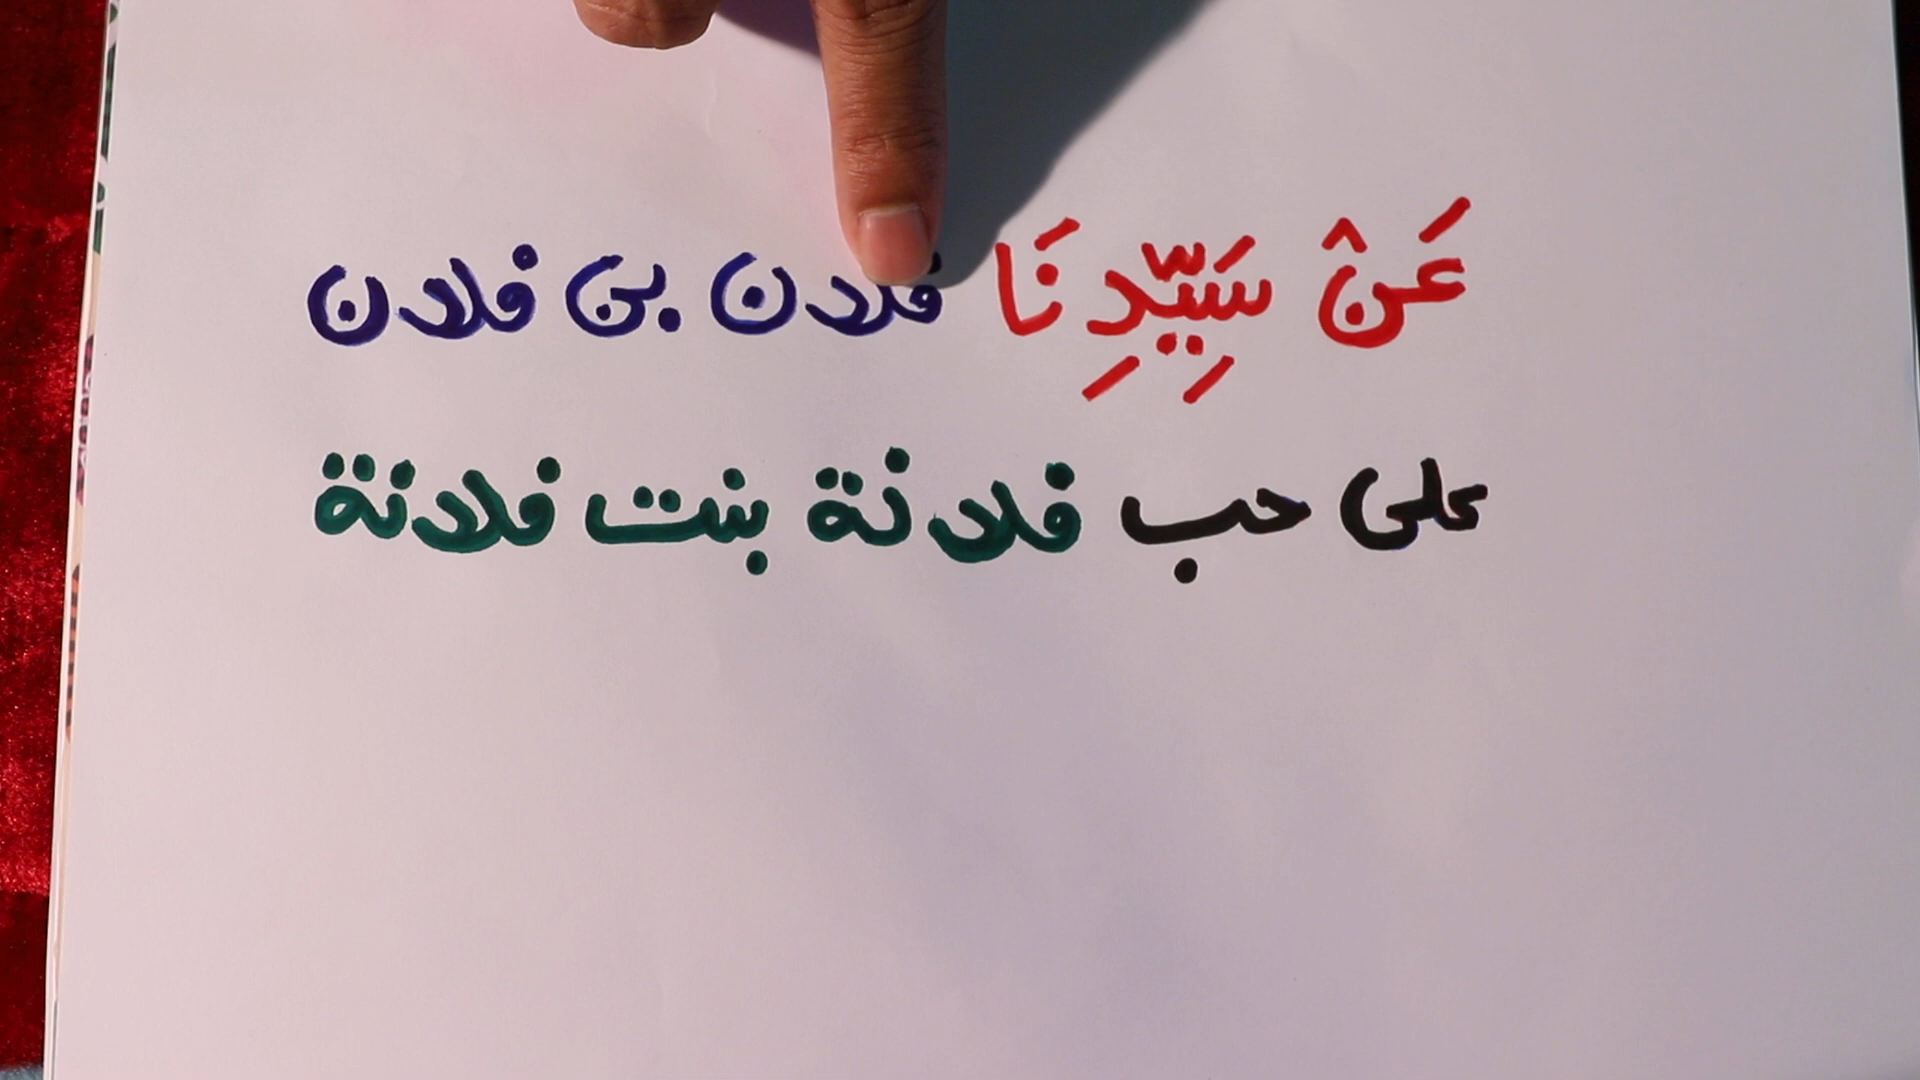 عَنْ سَيِّدِنَا فلان بن فلان
على حب فلانة بنت فلانة